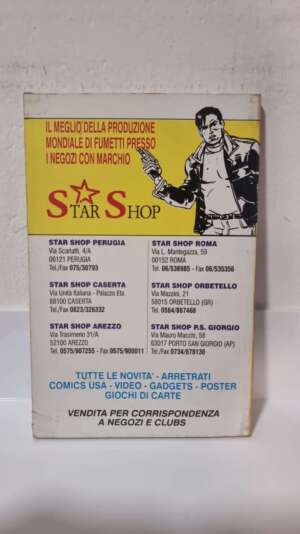 IL MEGLIO DELLA PRODUZIONE
MONDIALE DI FUMETTI PRESSO
I NEGOZI CON MARCHIO
STAR SHOP
STAR SHOP PERUGIA
Via Scarlatti, 4/A
06121 PERUGIA
Tel./Fax 075/30793
STAR SHOP CASERTA
Via Unità Italiana - Palazzo Eta
88100 CASERTA
Tel./Fax 0823/326332
STAR SHOP AREZZO
Via Trasimeno 31/A
52100 AREZZO
Tel. 0575/907255 - Fax 0575/900011
STAR SHOP ROMA
Via L. Mantegazza, 59
00152 ROMA
Tel. 06/538985 - Fax 06/535356
STAR SHOP ORBETELLO
Via Mazzini, 21
58015 ORBETELLO (GR)
Tel. 0564/867468
STAR SHOP P.S. GIORGIO
Via Mauro Macchi, 58
63017 PORTO SAN GIORGIO (AP)
Tel./Fax 0734/678130
TUTTE LE NOVITA' - ARRETRATI
COMICS USA - VIDEO - GADGETS - POSTER
GIOCHI DI CARTE
VENDITA PER CORRISPONDENZA
A NEGOZI E CLUBS